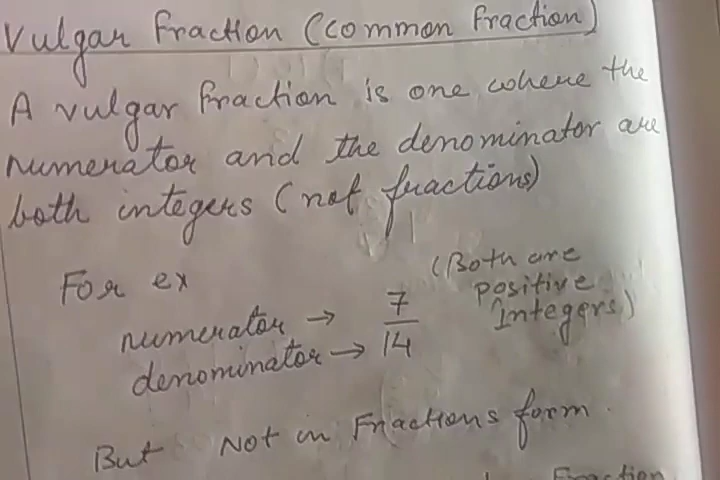 Vulgar Fraction (Common Fraction)
A vulgar Fraction is one where the
numerator and the denominator are
both integers (not fractions)
For ex
(Both are
positive
Integers)
numerator → 7
denominator → 14
But Not in Fractions form.
Fraction